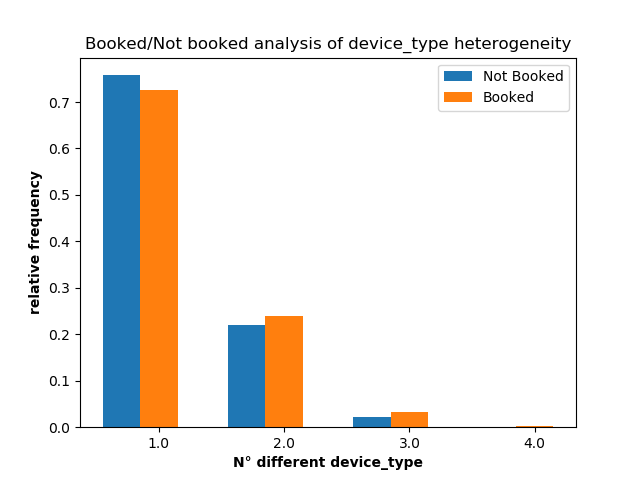 Booked/Not booked analysis of device_type heterogeneity
Not Booked
Booked
relative frequency
0.7
0.6
0.5
0.4
0.3
0.2
0.1
0.0
1.0 2.0 3.0 4.0
N° different device_type